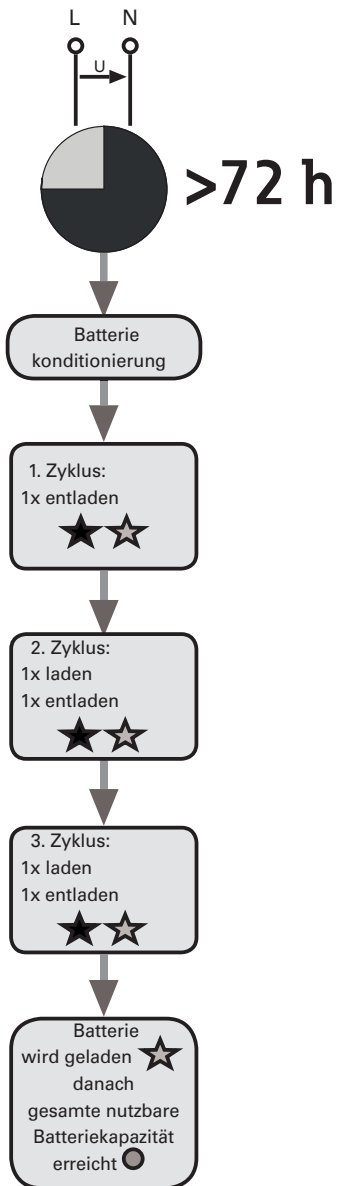 L N
U
>72 h
Batterie
konditionierung
1. Zyklus:
1x entladen
2. Zyklus:
1x laden
1x entladen
3. Zyklus:
1x laden
1x entladen
Batterie
wird geladen
danach
gesamte nutzbare
Batteriekapazität
erreicht